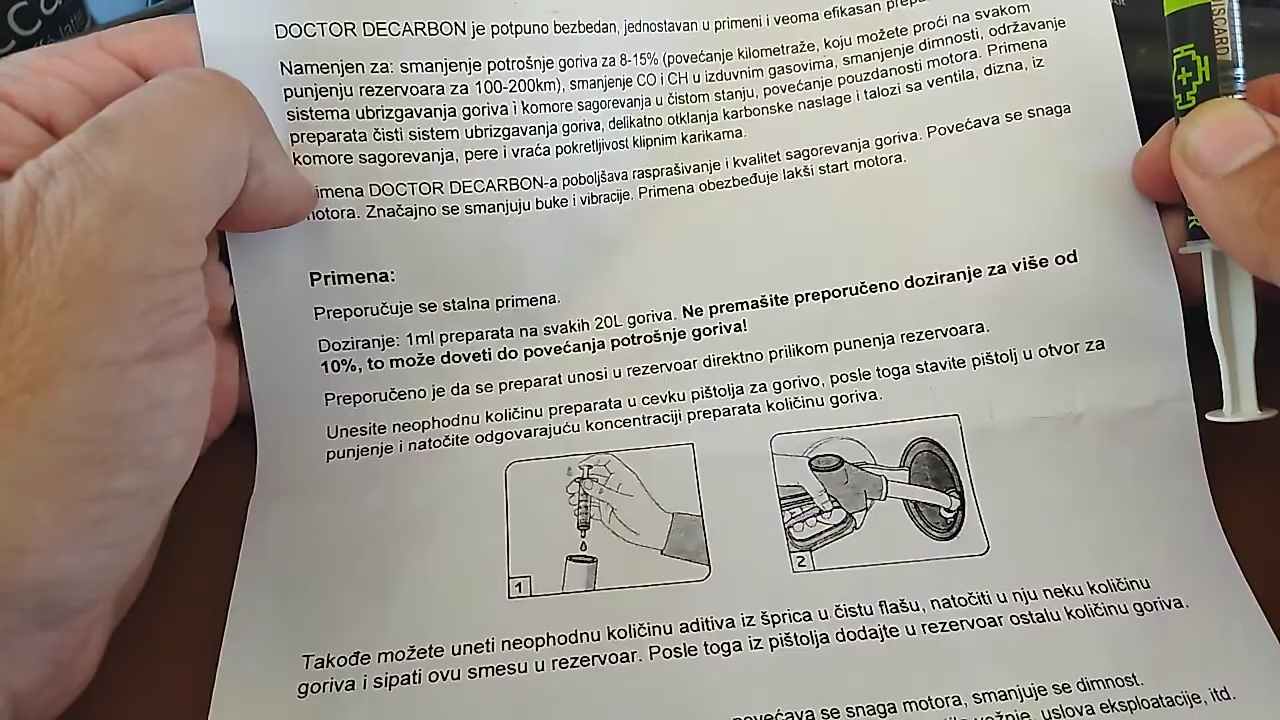 DOCTOR DECARBON je potpuno bezbedan, jednostavan u primeni i veoma efikasan
Namenjen za: smanjenje potrošnje goriva za 8-15% (povećanje kilometraže, koju možete proći na svakom
punjenju rezervoara za 100-200km), smanjenje CO i CH u izduvnim gasovima, smanjenje dimnosti, održavanje
sistema ubrizgavanja goriva i komore sagorevanja u čistom stanju, povećanje pouzdanosti motora. Primena
preparata čisti sistem ubrizgavanja goriva, delikatno otklanja karbonske naslage i talozi sa ventila, dizna, iz
komore sagorevanja, pere i vraća pokretljivost klipnim karikama.
imena DOCTOR DECARBON-a poboljšava rasprašivanje i kvalitet sagorevanja goriva. Povećava se snaga
motora. Značajno se smanjuju buke i vibracije. Primena obezbeđuje lakši start motora.
Primena:
Preporučuje se stalna primena.
Doziranje: 1ml preparata na svakih 20L goriva. Ne premašite preporučeno doziranje za više od
10%, to može dovesti do povećanja potrošnje goriva!
Preporučeno je da se preparat unosi u rezervoar direktno prilikom punenja rezervoara.
Unesite neophodnu količinu preparata u cevku pištolja za gorivo, posle toga stavite pištolj u otvor za
punjenje i natočite odgovarajuću koncentraciji preparata količinu goriva.
1
2
Takođe možete uneti neophodnu količinu aditiva iz šprica u čistu flašu, natočiti u nju neku količinu
goriva i sipati ovu smesu u rezervoar. Posle toga iz pištolja dodajte u rezervoar ostalu količinu goriva.
povećava se snaga motora, smanjuje se dimnost.
vožnje, uslova eksploatacije, itd.
DISCARD